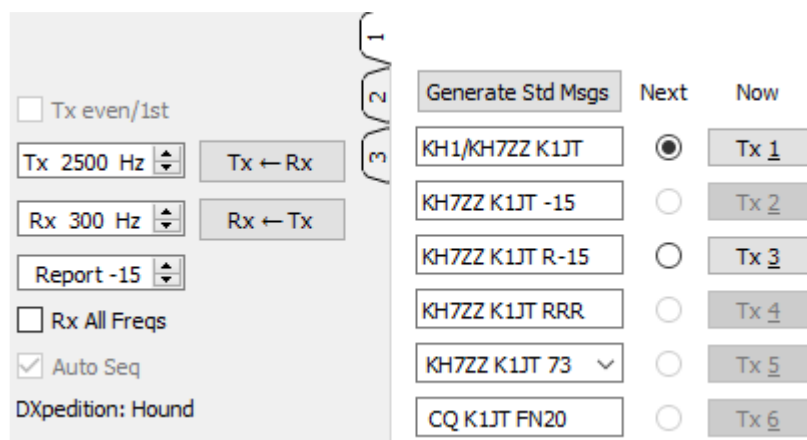 1
2
3
Tx even/1st
Tx 2500 Hz
Tx ← Rx
Rx 300 Hz
Rx ← Tx
Report -15
Rx All Freqs
Auto Seq
DXpedition: Hound
Generate Std Msgs Next Now
KH1/KH7ZZ K1JT Tx 1
KH7ZZ K1JT -15 Tx 2
KH7ZZ K1JT R-15 Tx 3
KH7ZZ K1JT RRR Tx 4
KH7ZZ K1JT 73 Tx 5
CQ K1JT FN20 Tx 6